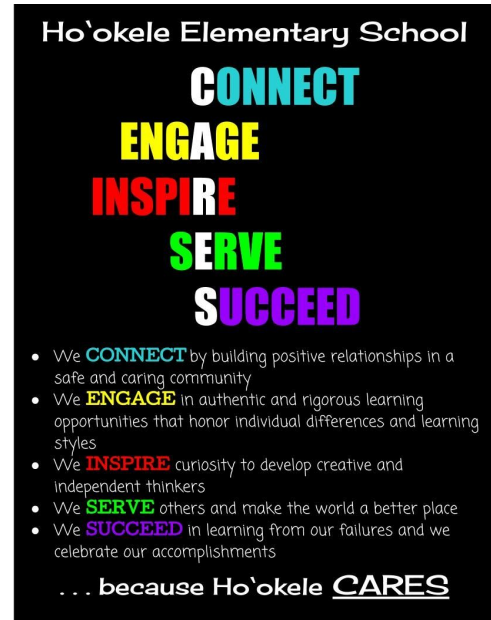 Ho`okele Elementary School
CONNECT
ENGAGE
INSPIRE
SERVE
SUCCEED
● We CONNECT by building positive relationships in a
safe and caring community
● We ENGAGE in authentic and rigorous learning
opportunities that honor individual differences and learning
styles
● We INSPIRE curiosity to develop creative and
independent thinkers
● We SERVE others and make the world a better place
● We SUCCEED in learning from our failures and we
celebrate our accomplishments
...because Ho`okele CARES